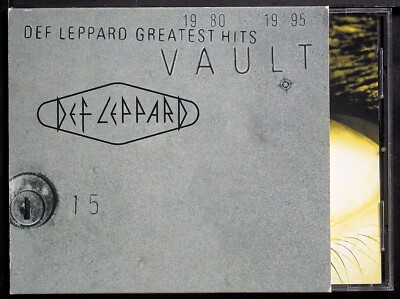 19 80 19 95
DEF LEPPARD GREATEST HITS
VAULT
DEF LEPPARD
15